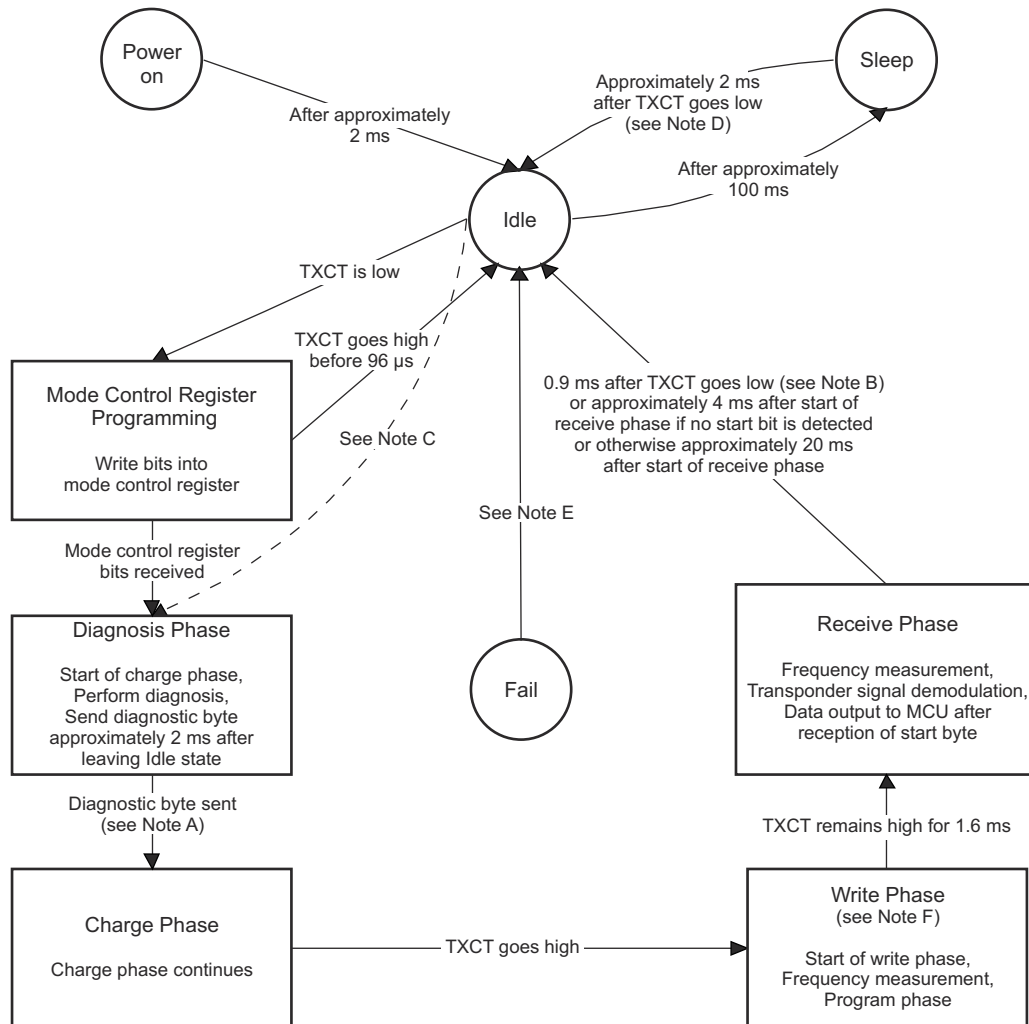 Power
on
Sleep
Approximately 2 ms
after TXCT goes low
(see Note D)
After approximately
2 ms
After approximately
100 ms
Idle
TXCT is low
TXCT goes high
before 96 µs
Mode Control Register
Programming
Write bits into
mode control register
See Note C
0.9 ms after TXCT goes low (see Note B)
or approximately 4 ms after start of
receive phase if no start bit is detected
or otherwise approximately 20 ms
after start of receive phase
See Note E
Mode control register
bits received
Diagnosis Phase
Start of charge phase,
Perform diagnosis,
Send diagnostic byte
approximately 2 ms after
leaving Idle state
Fail
Receive Phase
Frequency measurement,
Transponder signal demodulation,
Data output to MCU after
reception of start byte
Diagnostic byte sent
(see Note A)
TXCT remains high for 1.6 ms
Charge Phase
Charge phase continues
TXCT goes high
Write Phase
(see Note F)
Start of write phase,
Frequency measurement,
Program phase